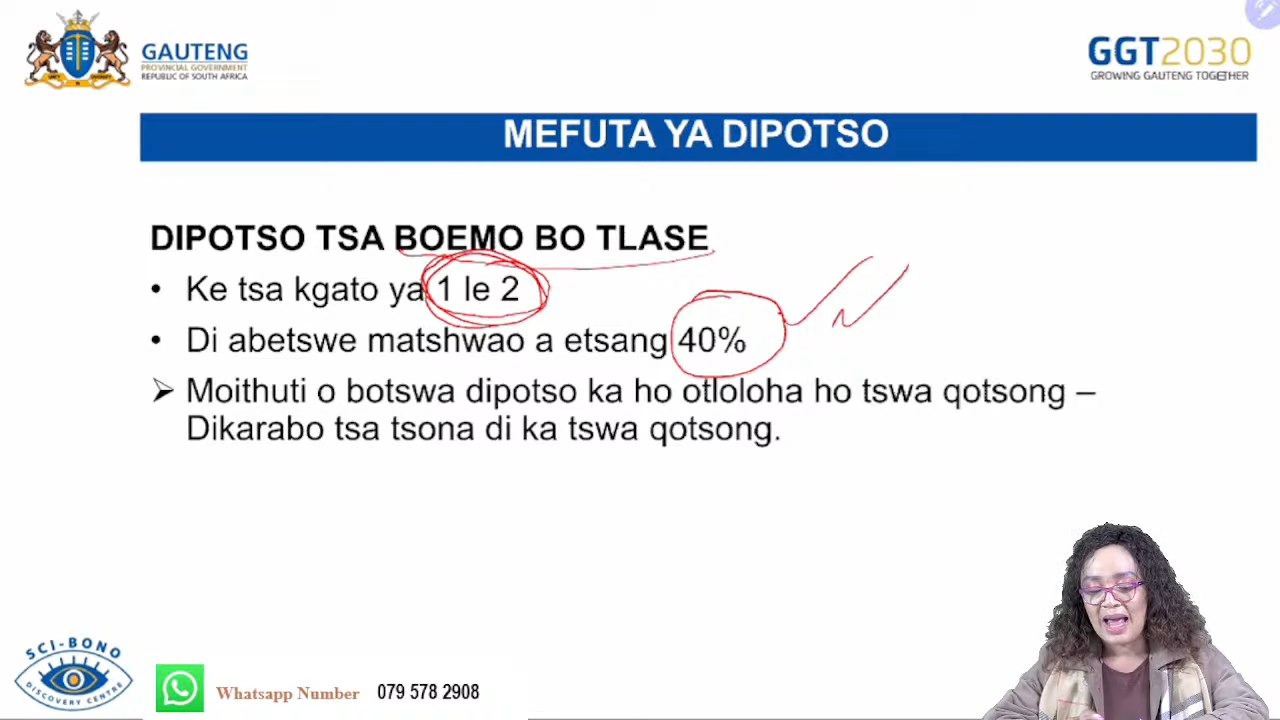 GAUTENG
PROVINCIAL GOVERNMENT
REPUBLIC OF SOUTH AFRICA
GGT2030
GROWING GAUTENG TOGETHER
MEFUTA YA DIPOTSO
DIPOTSO TSA BOEMO BO TLASE
• Ke tsa kgato ya 1 le 2
• Di abetswe matshwao a etsang 40%
➢ Moithuti o botswa dipotso ka ho otloloha ho tswa qotsong –
Dikarabo tsa tsona di ka tswa qotsong.
SCI-BONO
DISCOVERY CENTRE
Whatsapp Number 079 578 2908